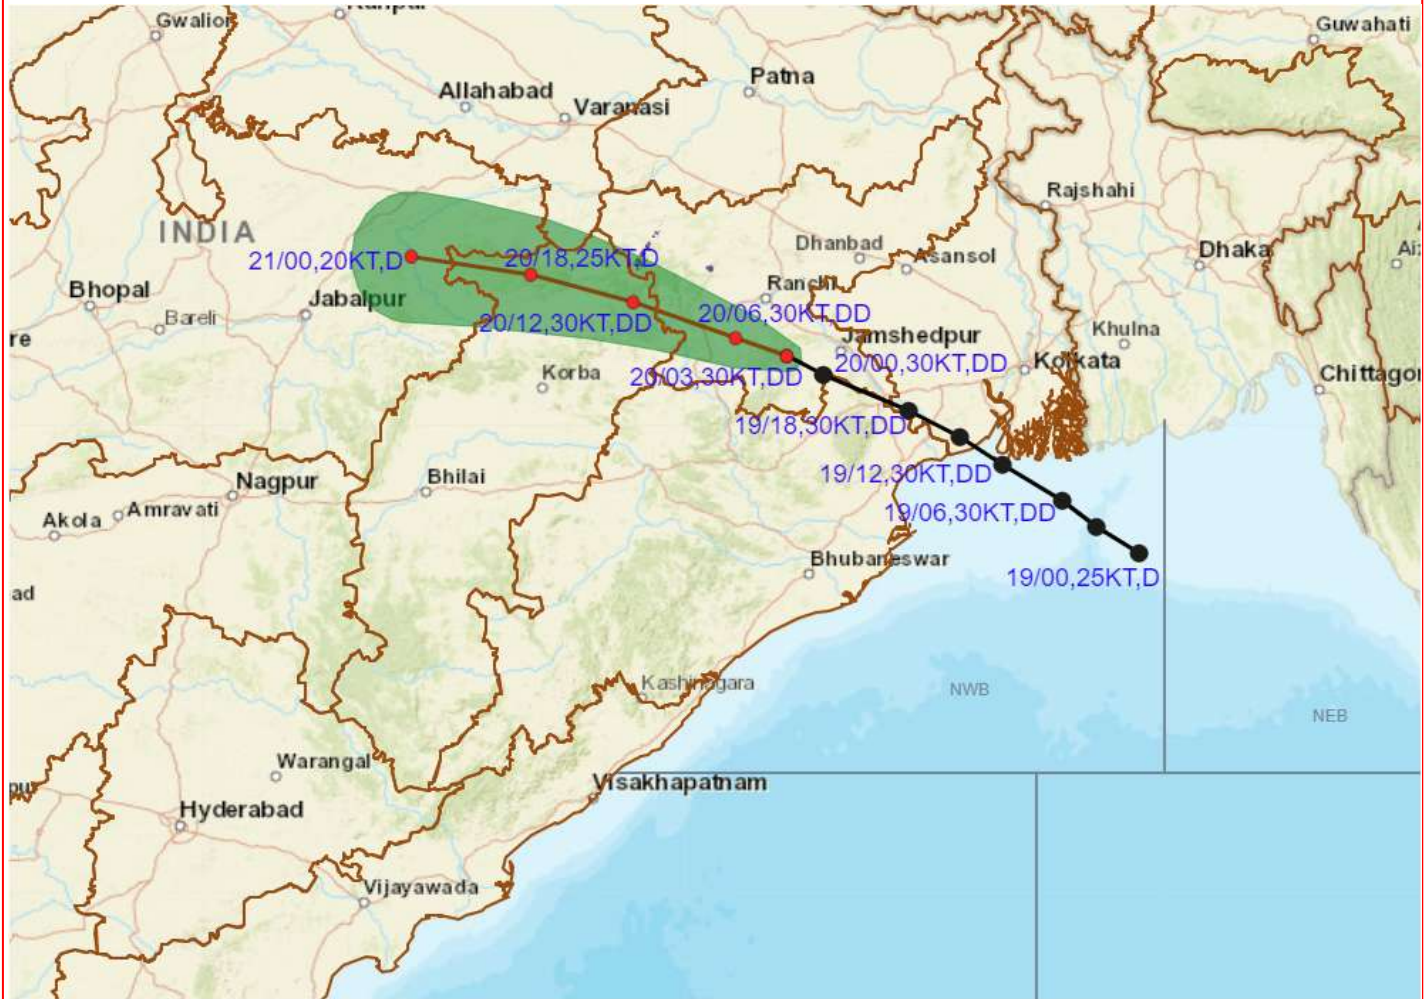 Gwalior
Guwahati
Patna
Allahabad
Varanasi
Rajshahi
INDIA
Dhanbad
Dhaka
21/00,20KT,D
20/18,25KT,D
Asansol
Bhopal
Jabalpur
Ranchi
Bareli
20/12,30KT,DD
20/06,30KT,DD
Khulna
re
Jamshedpur
Kolkata
Korba
20/03,30KT,DD
20/00,30KT,DD
Chittagon
19/18,30KT,DD
Nagpur
Bhilai
19/12,30KT,DD
Akola
Amravati
19/06,30KT,DD
Bhubaneswar
19/00,25KT,D
ad
Kashinagara
NWB
NEB
Warangal
Visakhapatnam
Hyderabad
Vijayawada